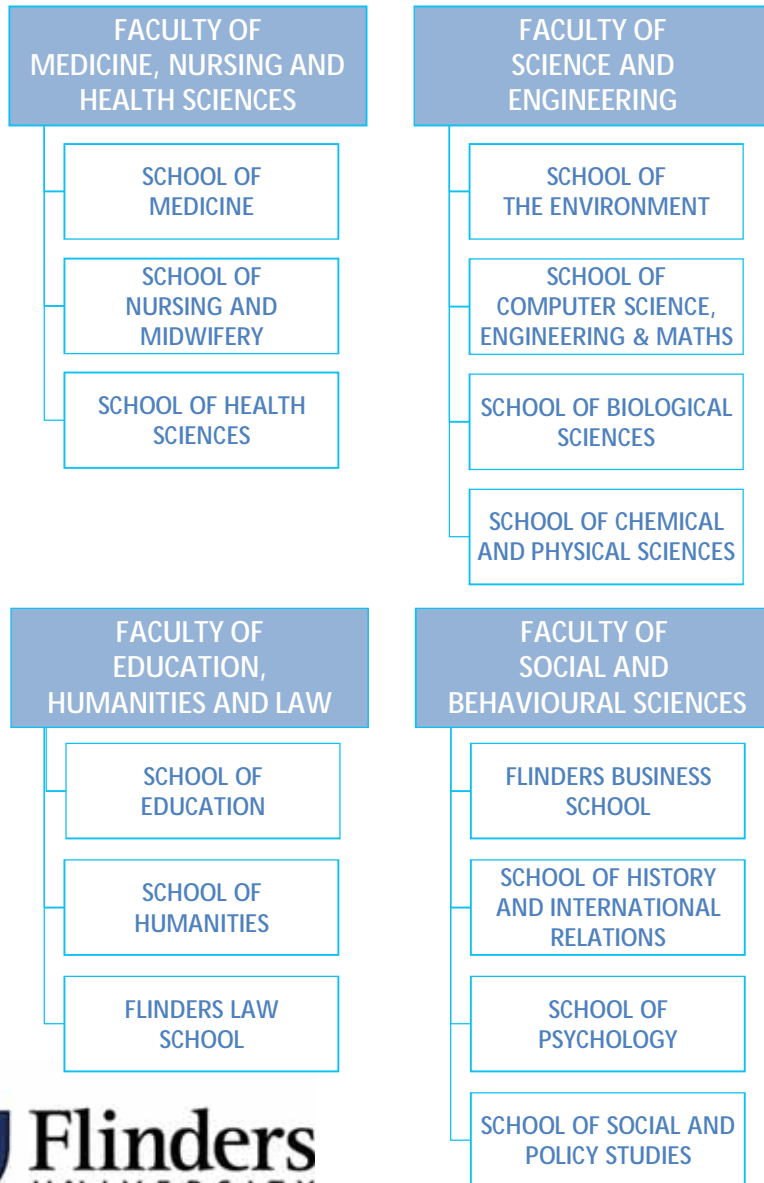 FACULTY OF
MEDICINE, NURSING AND
HEALTH SCIENCES
SCHOOL OF
MEDICINE
SCHOOL OF
NURSING AND
MIDWIFERY
SCHOOL OF HEALTH
SCIENCES
FACULTY OF
SCIENCE AND
ENGINEERING
SCHOOL OF
THE ENVIRONMENT
SCHOOL OF
COMPUTER SCIENCE,
ENGINEERING & MATHS
SCHOOL OF BIOLOGICAL
SCIENCES
SCHOOL OF CHEMICAL
AND PHYSICAL SCIENCES
FACULTY OF
EDUCATION,
HUMANITIES AND LAW
SCHOOL OF
EDUCATION
SCHOOL OF
HUMANITIES
FLINDERS LAW
SCHOOL
FACULTY OF
SOCIAL AND
BEHAVIOURAL SCIENCES
FLINDERS BUSINESS
SCHOOL
SCHOOL OF HISTORY
AND INTERNATIONAL
RELATIONS
SCHOOL OF
PSYCHOLOGY
SCHOOL OF SOCIAL AND
POLICY STUDIES
Flinders